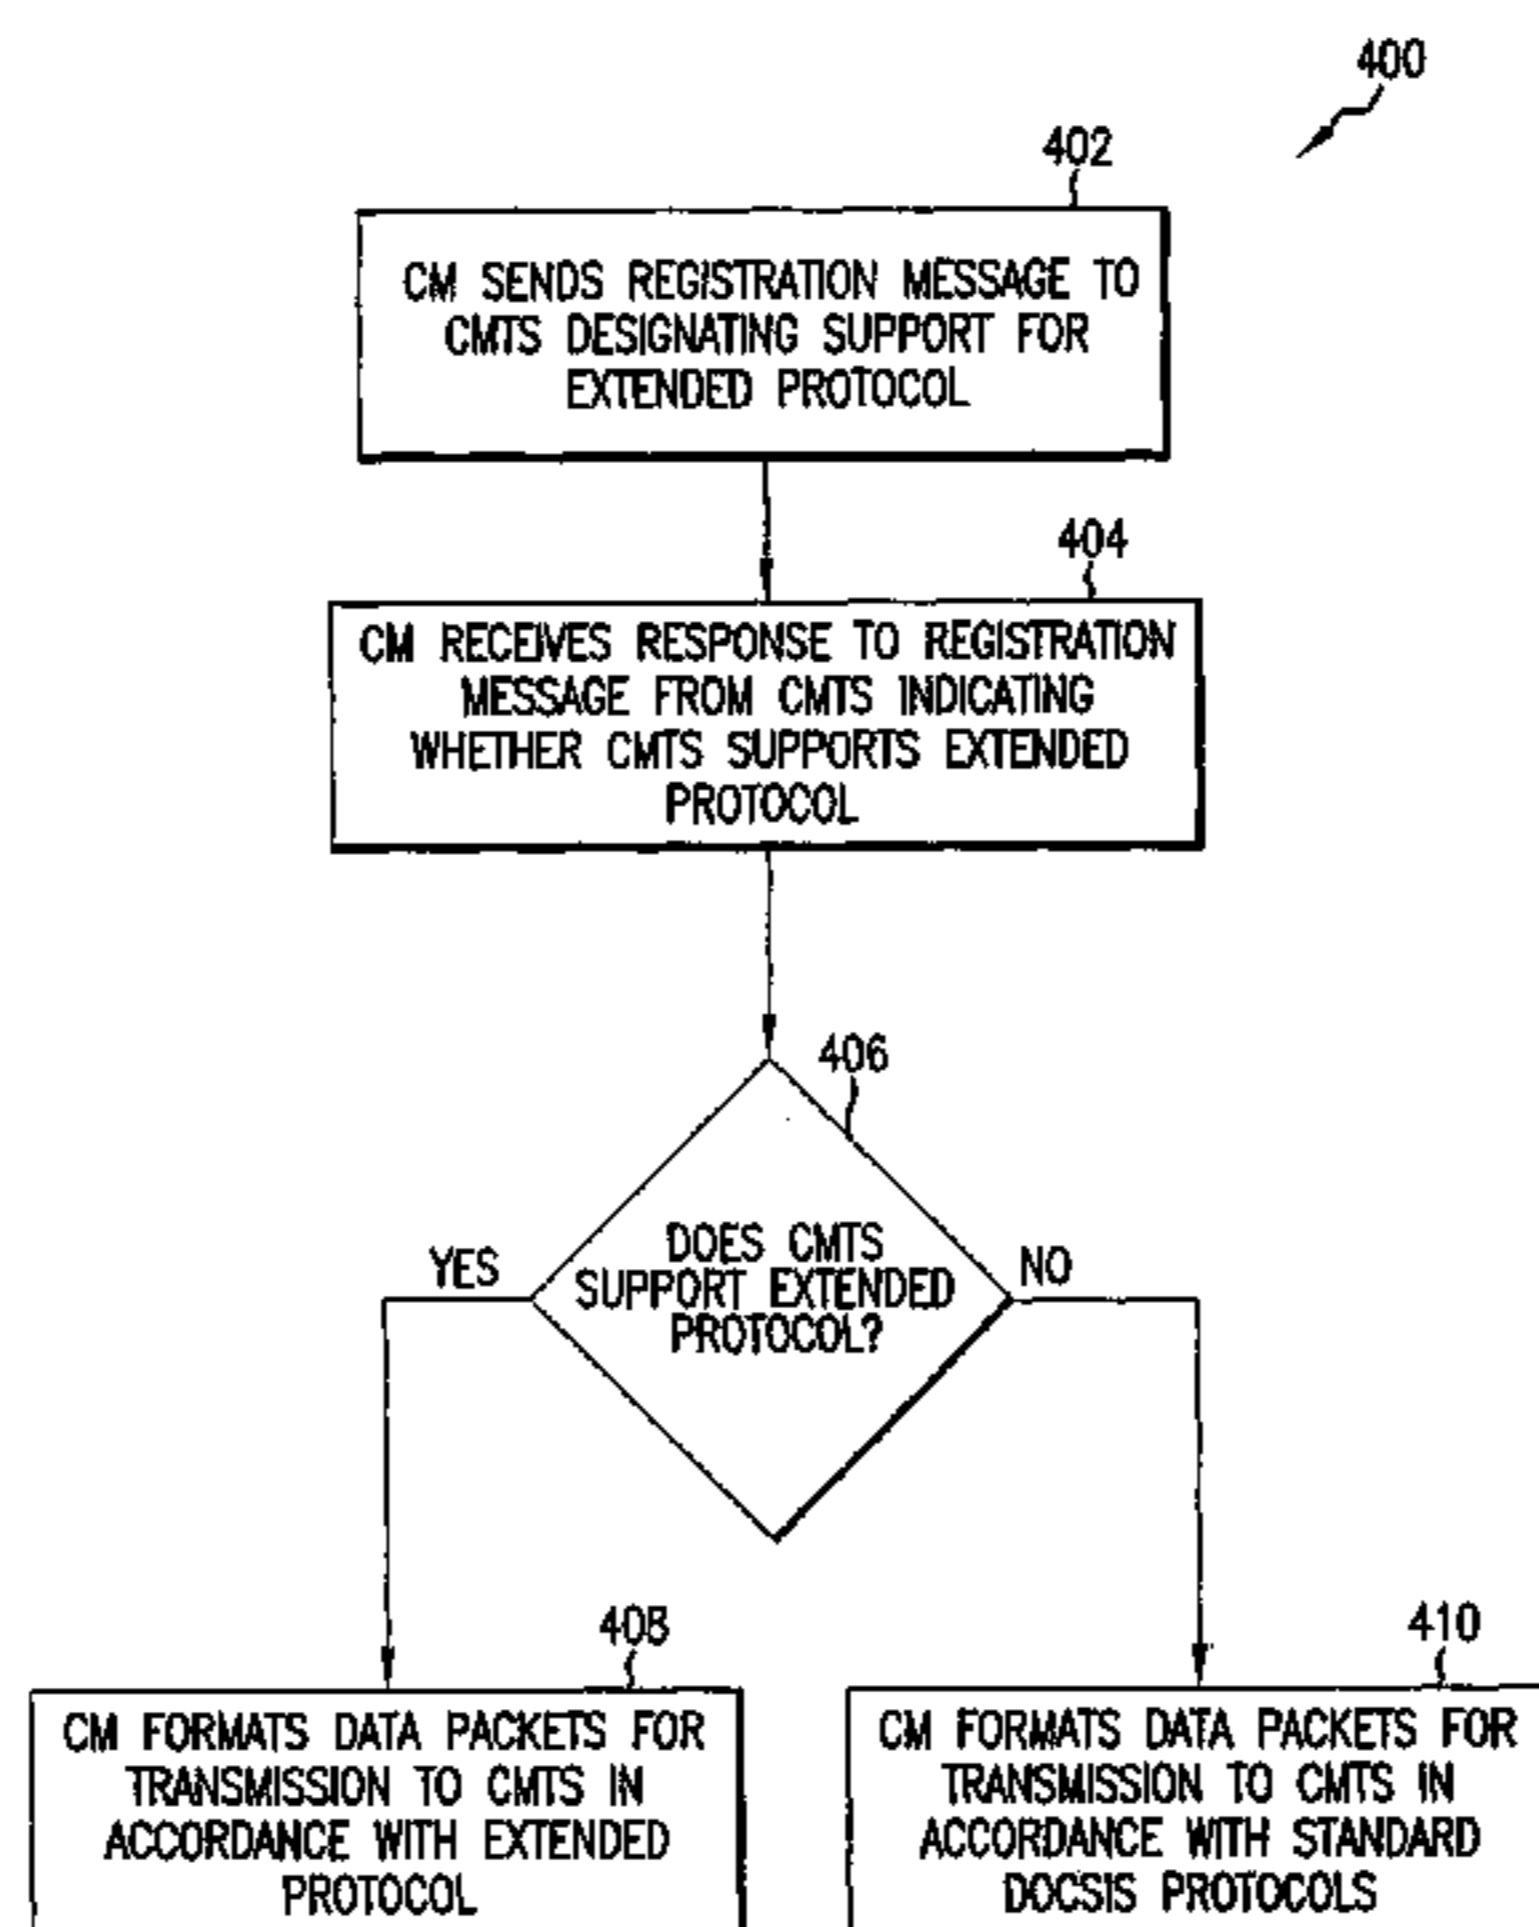 400
402
CM SENDS REGISTRATION MESSAGE TO
CMTS DESIGNATING SUPPORT FOR
EXTENDED PROTOCOL
404
CM RECEIVES RESPONSE TO REGISTRATION
MESSAGE FROM CMTS INDICATING
WHETHER CMTS SUPPORTS EXTENDED
PROTOCOL
406
DOES CMTS
SUPPORT EXTENDED
PROTOCOL?
YES
NO
408
CM FORMATS DATA PACKETS FOR
TRANSMISSION TO CMTS IN
ACCORDANCE WITH EXTENDED
PROTOCOL
410
CM FORMATS DATA PACKETS FOR
TRANSMISSION TO CMTS IN
ACCORDANCE WITH STANDARD
DOCSIS PROTOCOLS